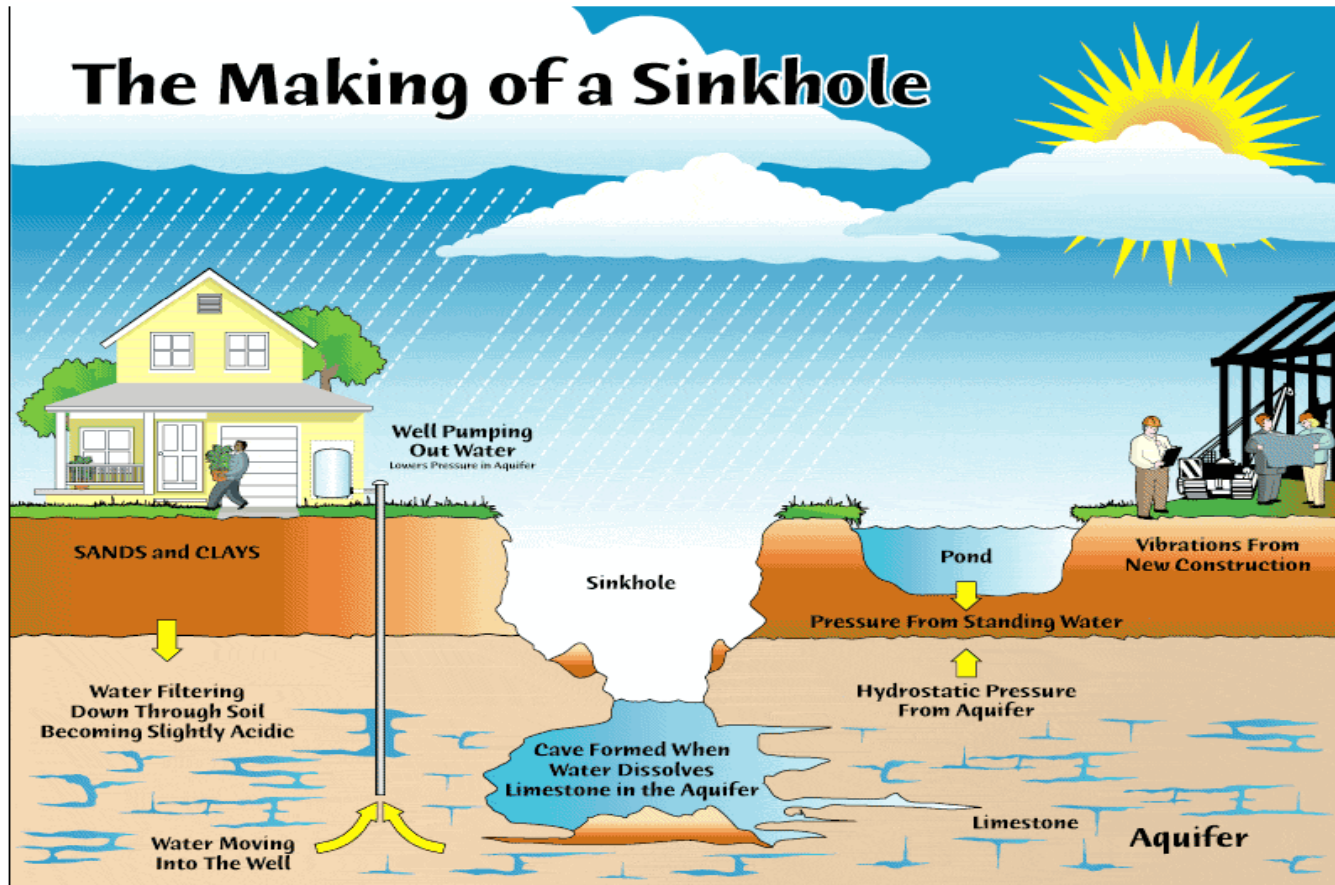 The Making of a Sinkhole
Well Pumping
Out Water
Lowers Pressure in Aquifer
SANDS and CLAYS
Sinkhole
Pond
Vibrations From
New Construction
Pressure From Standing Water
Water Filtering
Down Through Soil
Becoming Slightly Acidic
Hydrostatic Pressure
From Aquifer
Cave Formed When
Water Dissolves
Limestone in the Aquifer
Limestone
Aquifer
Water Moving
Into The Well